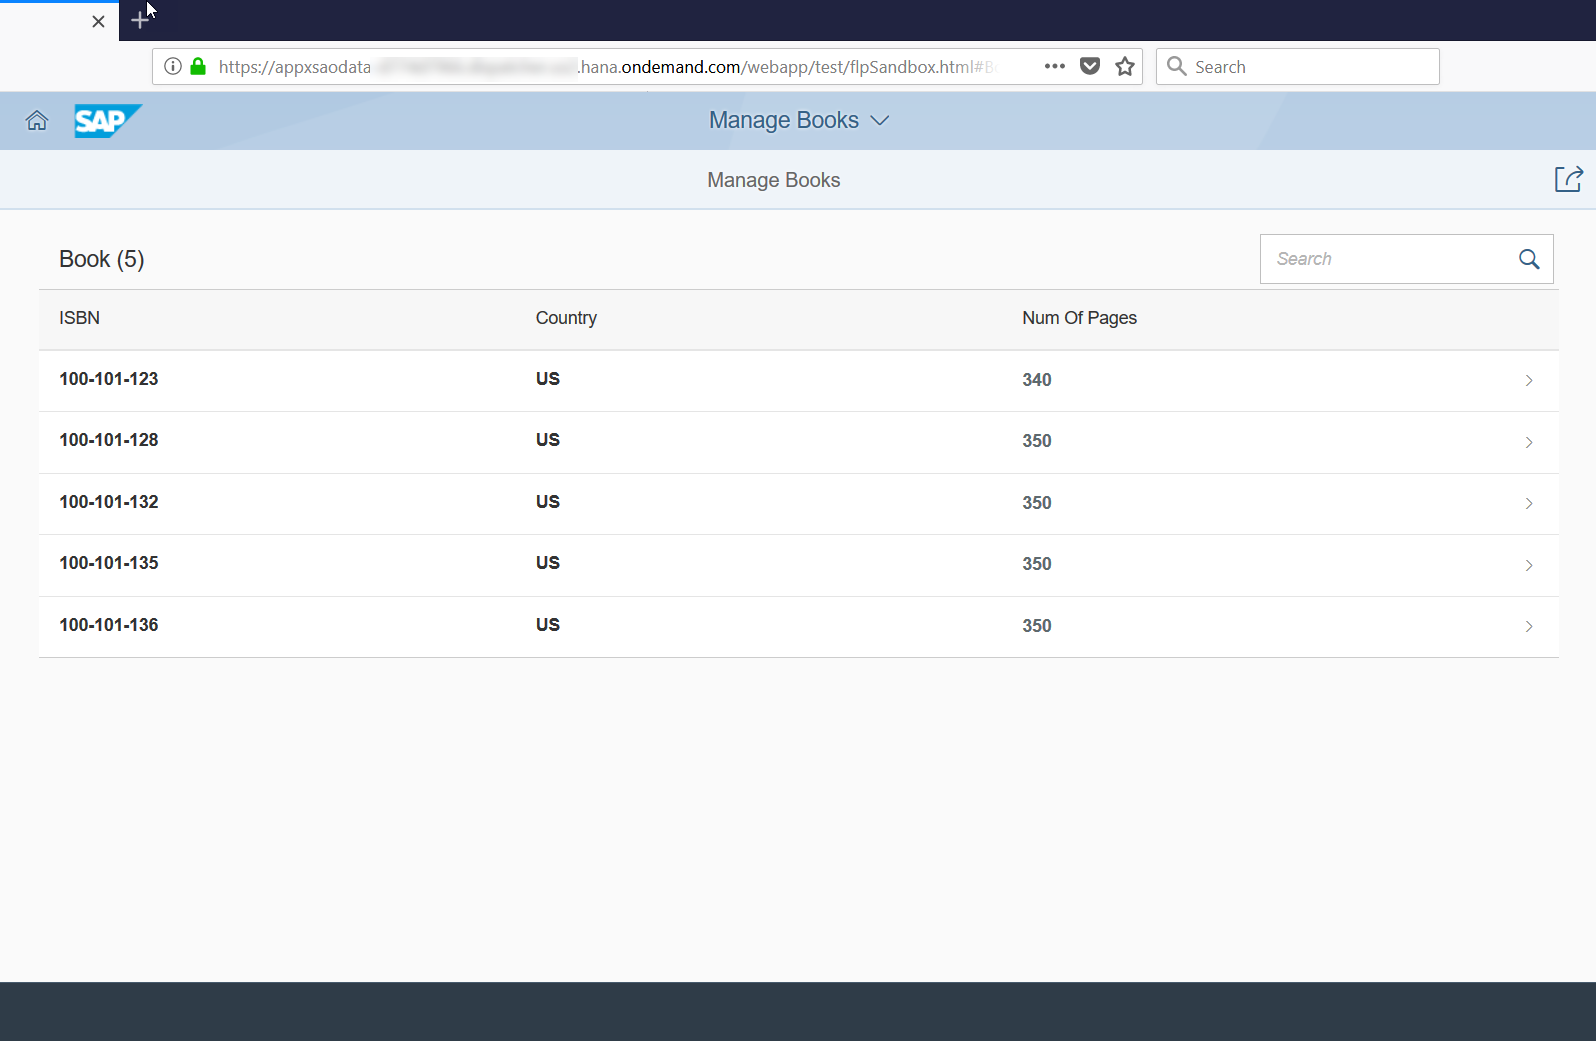 https://appxsaodata .hana.ondemand.com/webapp/test/flpSandbox.html#B
Search
SAP
Manage Books
Manage Books
Book (5)
Search
ISBN Country Num Of Pages
100-101-123 US 340
100-101-128 US 350
100-101-132 US 350
100-101-135 US 350
100-101-136 US 350